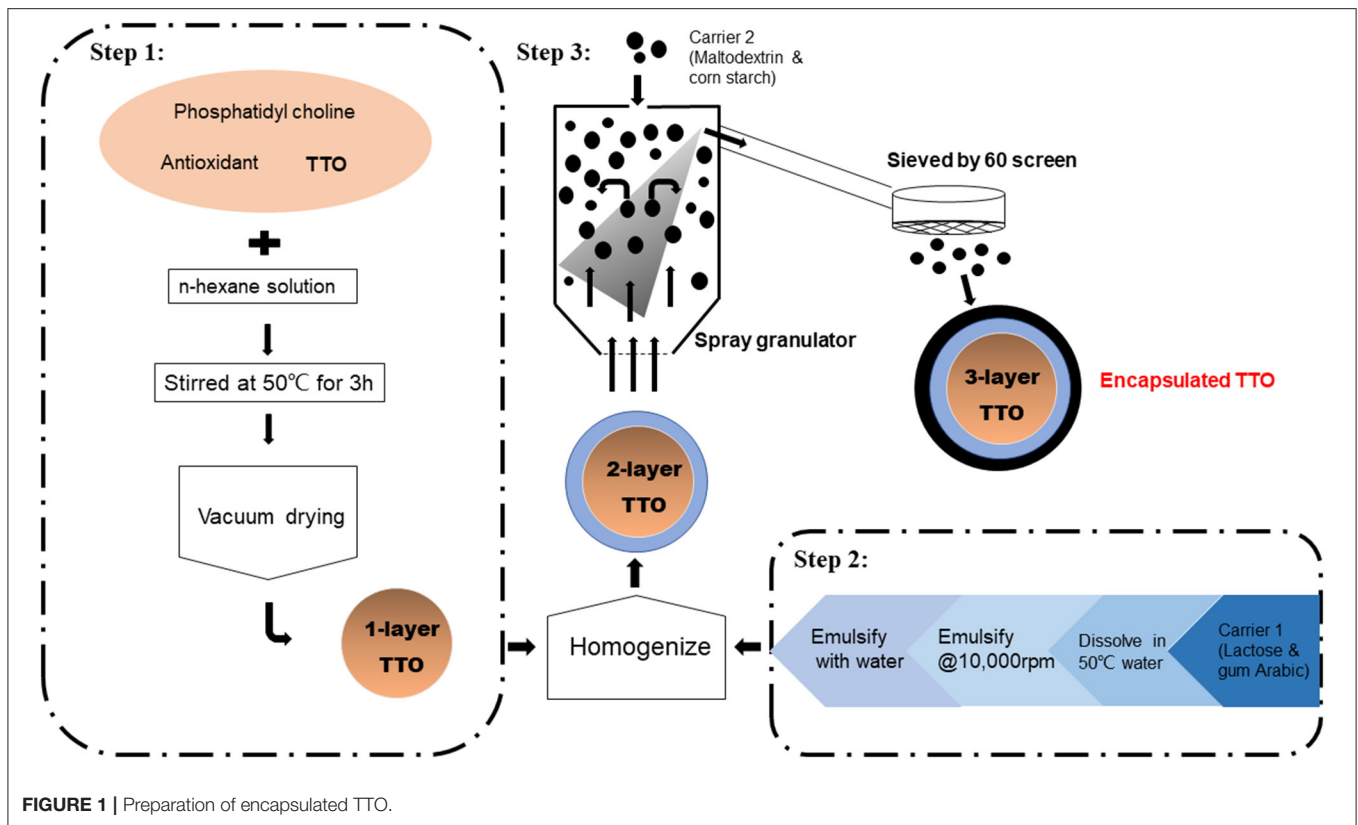 Step 1:
Phosphatidyl choline
Antioxidant TTO
n-hexane solution
Stirred at 50℃ for 3h
Vacuum drying
1-layer
TTO
Homogenize
2-layer
TTO
Step 3:
Carrier 2
(Maltodextrin &
corn starch)
Spray granulator
Sieved by 60 screen
3-layer
TTO
Encapsulated TTO
Step 2:
Emulsify
with water
Emulsify
@10,000rpm
Dissolve in
50℃ water
Carrier 1
(Lactose &
gum Arabic)
FIGURE 1 | Preparation of encapsulated TTO.